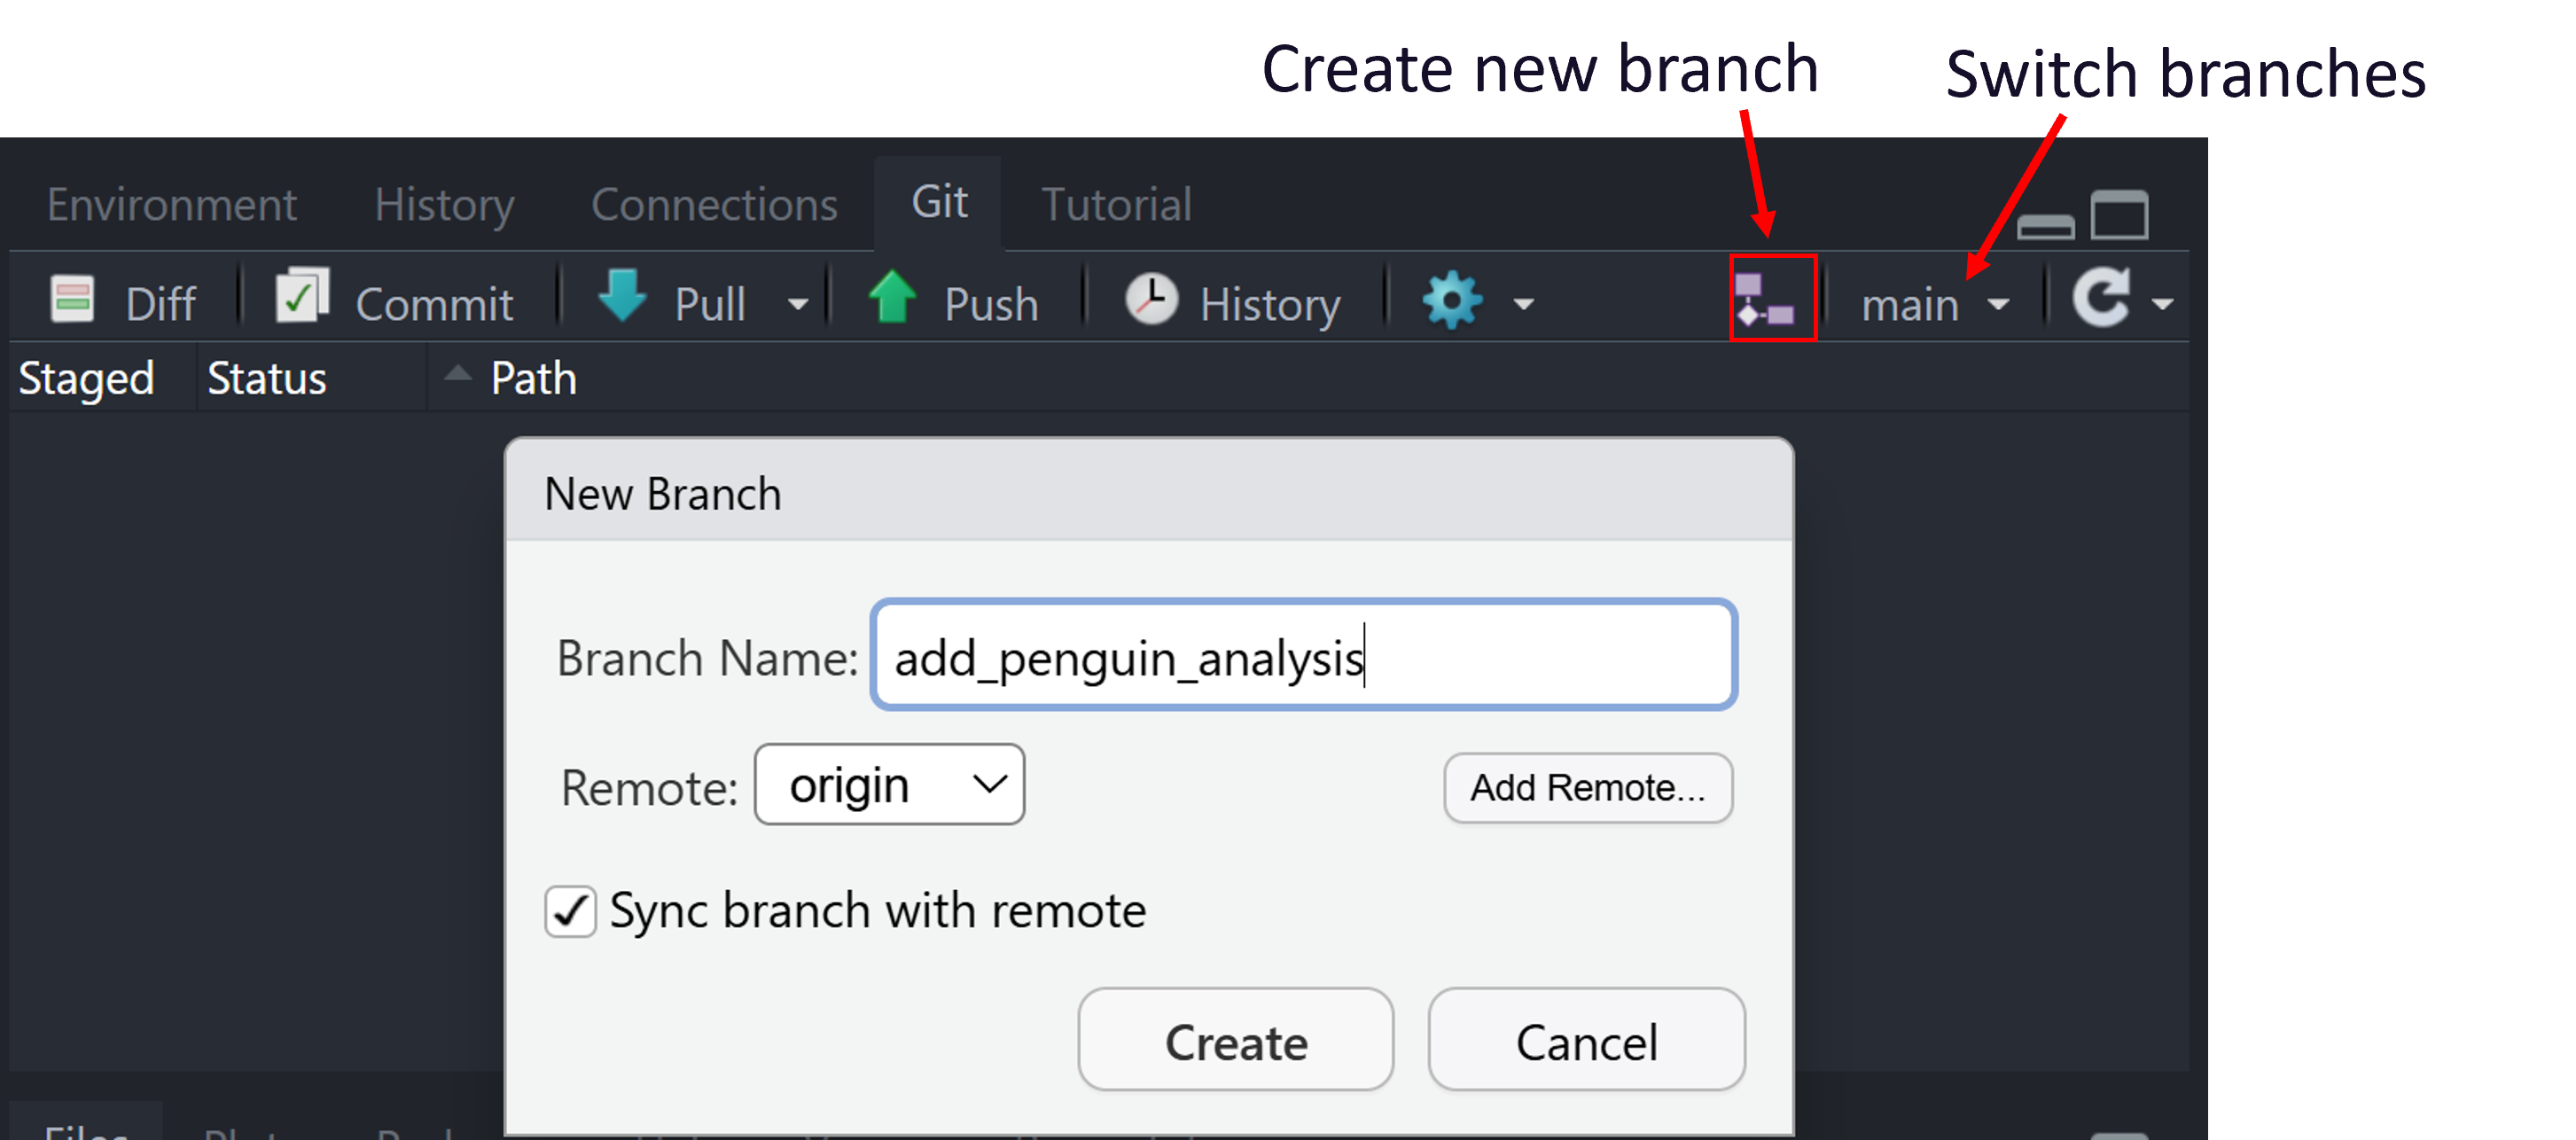 Create new branch
Switch branches
Environment History Connections Git Tutorial
Diff Commit Pull Push History main
Staged Status Path
New Branch
Branch Name: add_penguin_analysis
Remote: origin Add Remote...
Sync branch with remote
Create Cancel
Files